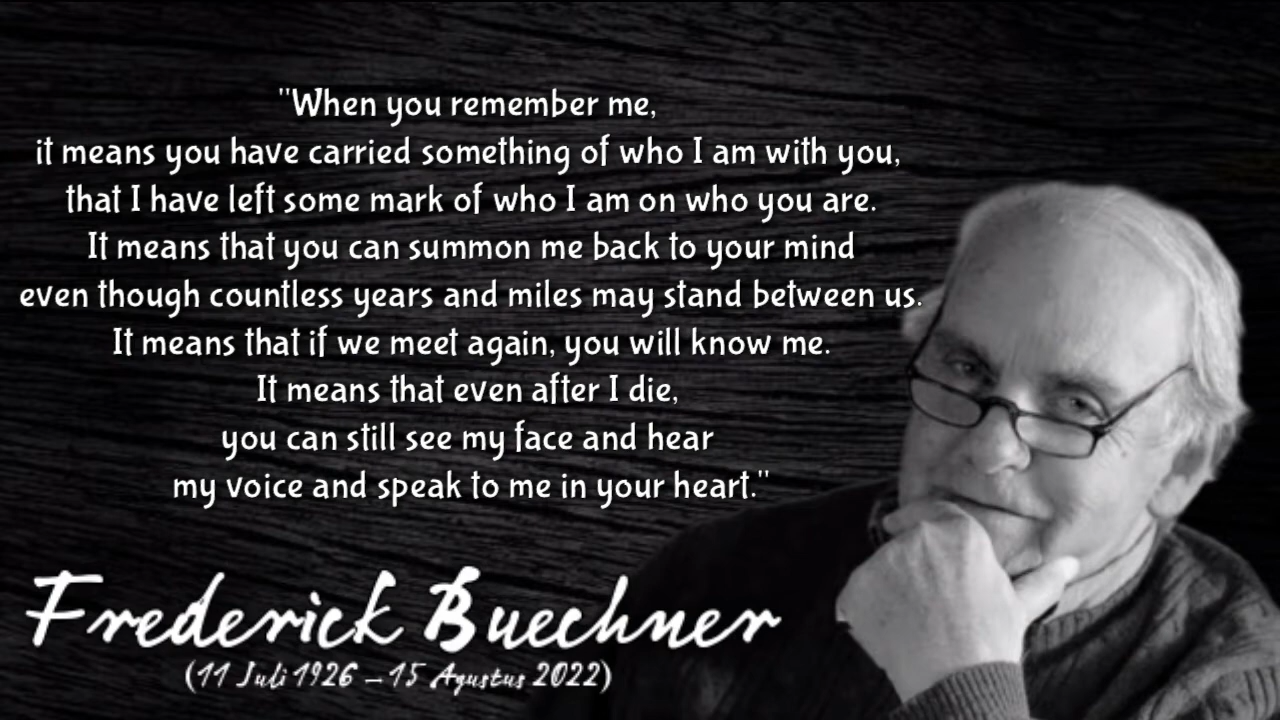 "When you remember me,
it means you have carried something of who I am with you,
that I have left some mark of who I am on who you are.
It means that you can summon me back to your mind
even though countless years and miles may stand between us.
It means that if we meet again, you will know me.
It means that even after I die,
you can still see my face and hear
my voice and speak to me in your heart."
Frederick Buechner
(11 Juli 1926 – 15 Agustus 2022)